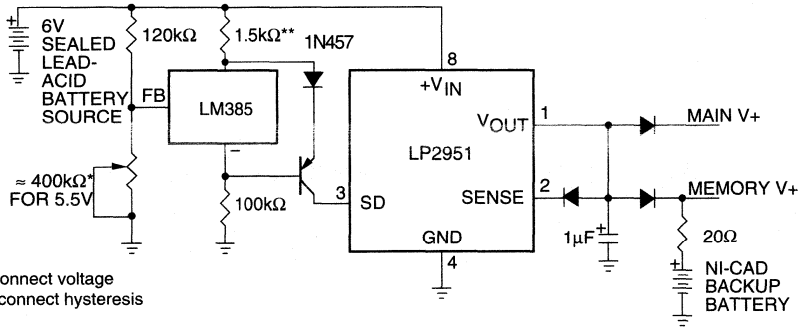 6V
SEALED
LEAD-
ACID
BATTERY
SOURCE
120kΩ
1.5kΩ**
1N457
FB
LM385
–
≈ 400kΩ*
FOR 5.5V
100kΩ
8
+VIN
VOUT
1
LP2951
3
SD
SENSE
2
GND
4
MAIN V+
MEMORY V+
1µF
+
20Ω
+
NI-CAD
BACKUP
BATTERY
+
onnect voltage
connect hysteresis